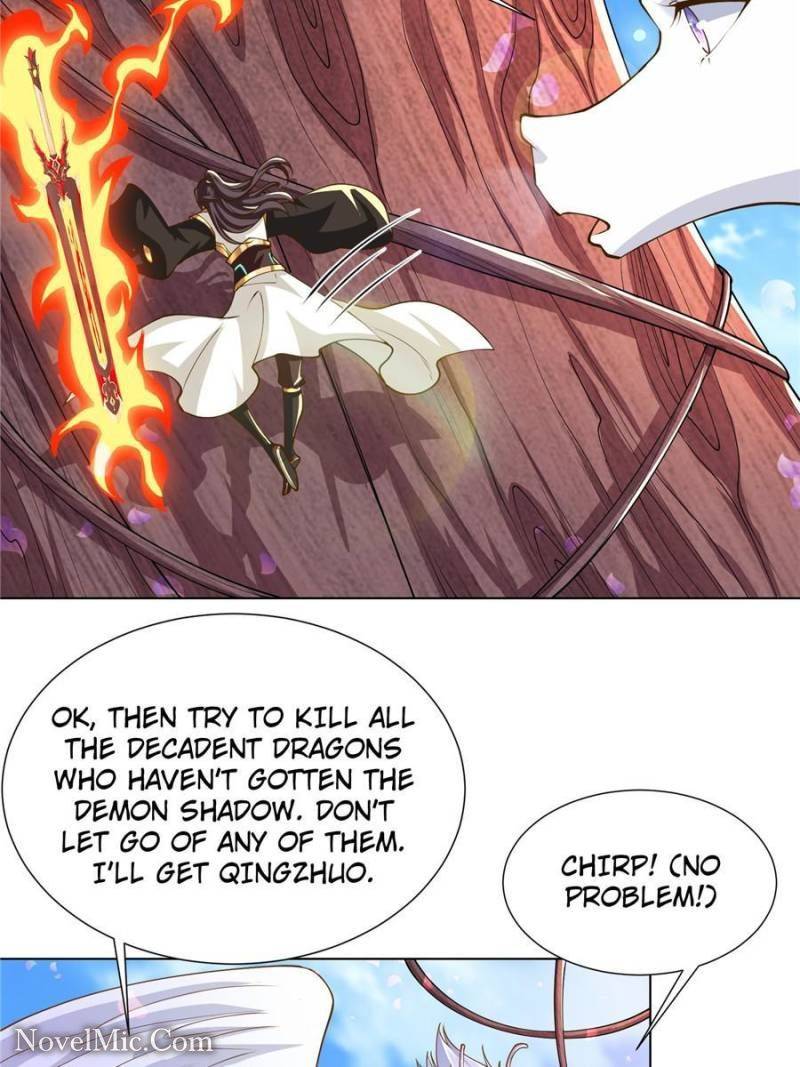 OK, THEN TRY TO KILL ALL
THE DECADENT DRAGONS
WHO HAVEN'T GOTTEN THE
DEMON SHADOW. DON'T
LET GO OF ANY OF THEM.
I'LL GET QINGZHUO.
CHIRP! (NO
PROBLEM!)
NovelMic.Com